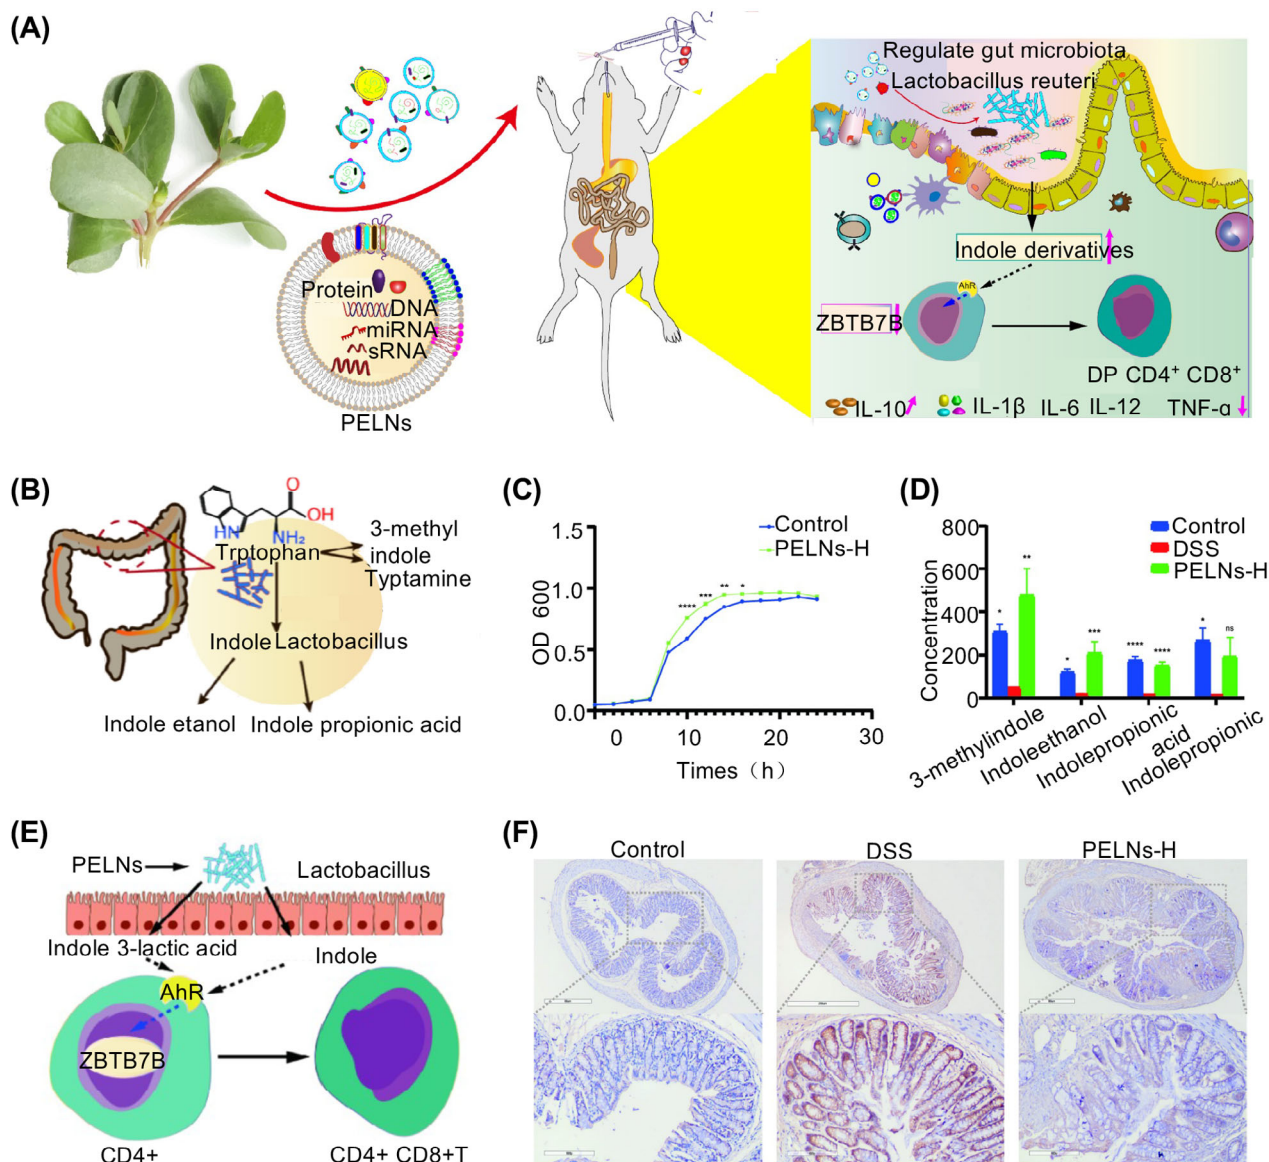 (A)
Regulate gut microbiota
Lactobacillus reuteri
Protein
DNA
miRNA
sRNA
PELNs
Indole derivatives
AhR
ZBTB7B
DP CD4⁺ CD8⁺
IL-10 IL-1β IL-6 IL-12 TNF-α
(B)
O
OH
HN
NH₂
Trptophan
3-methyl
indole
Typtamine
Indole Lactobacillus
Indole etanol Indole propionic acid
(C)
Control
PELNs-H
1.5
1.0
0.5
0.0
OD 600
**** *** ** *
0 10 20 30
Times（h）
(D)
Control
DSS
PELNs-H
800
600
400
200
0
Concentration
* ** * *** **** **** * ns
3-methylindole
Indoleethanol
Indolepropionic
acid
Indolepropionic
(E)
PELNs
Lactobacillus
Indole 3-lactic acid
Indole
AhR
ZBTB7B
CD4+
CD4+ CD8+T
(F)
Control DSS PELNs-H